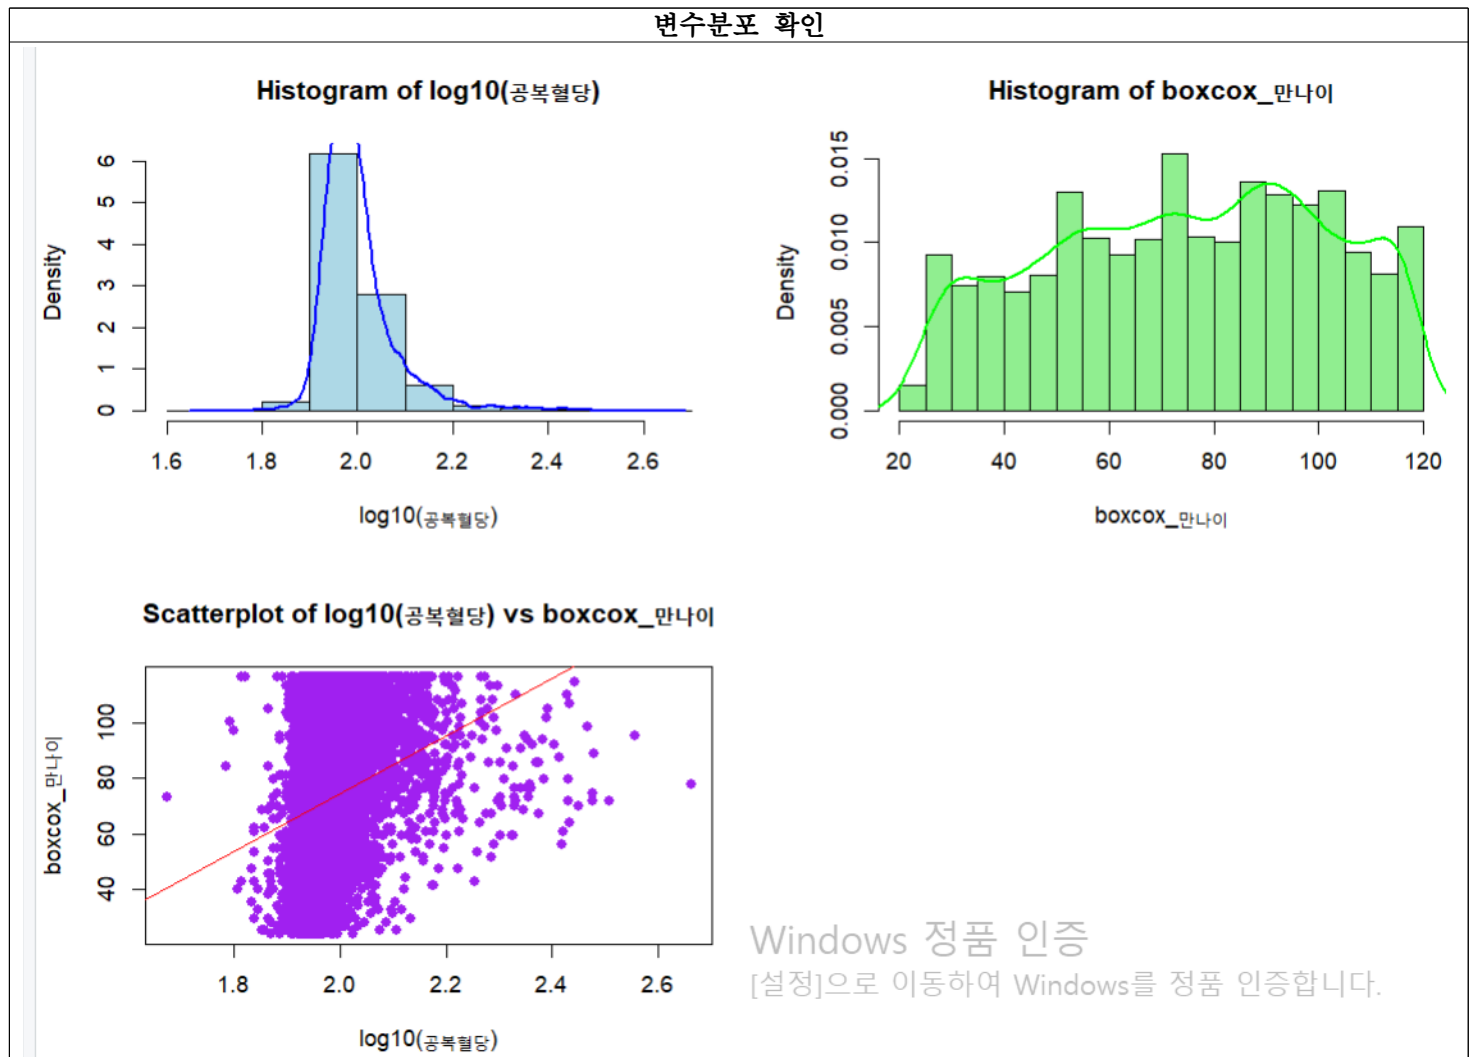 변수분포 확인
Histogram of log10(공복혈당)
Density
0 1 2 3 4 5 6
1.6 1.8 2.0 2.2 2.4 2.6
log10(공복혈당)
Histogram of boxcox_만나이
Density
0.000 0.005 0.010 0.015
20 40 60 80 100 120
boxcox_만나이
Scatterplot of log10(공복혈당) vs boxcox_만나이
boxcox_만나이
40 60 80 100
1.8 2.0 2.2 2.4 2.6
log10(공복혈당)
Windows 정품 인증
[설정]으로 이동하여 Windows를 정품 인증합니다.